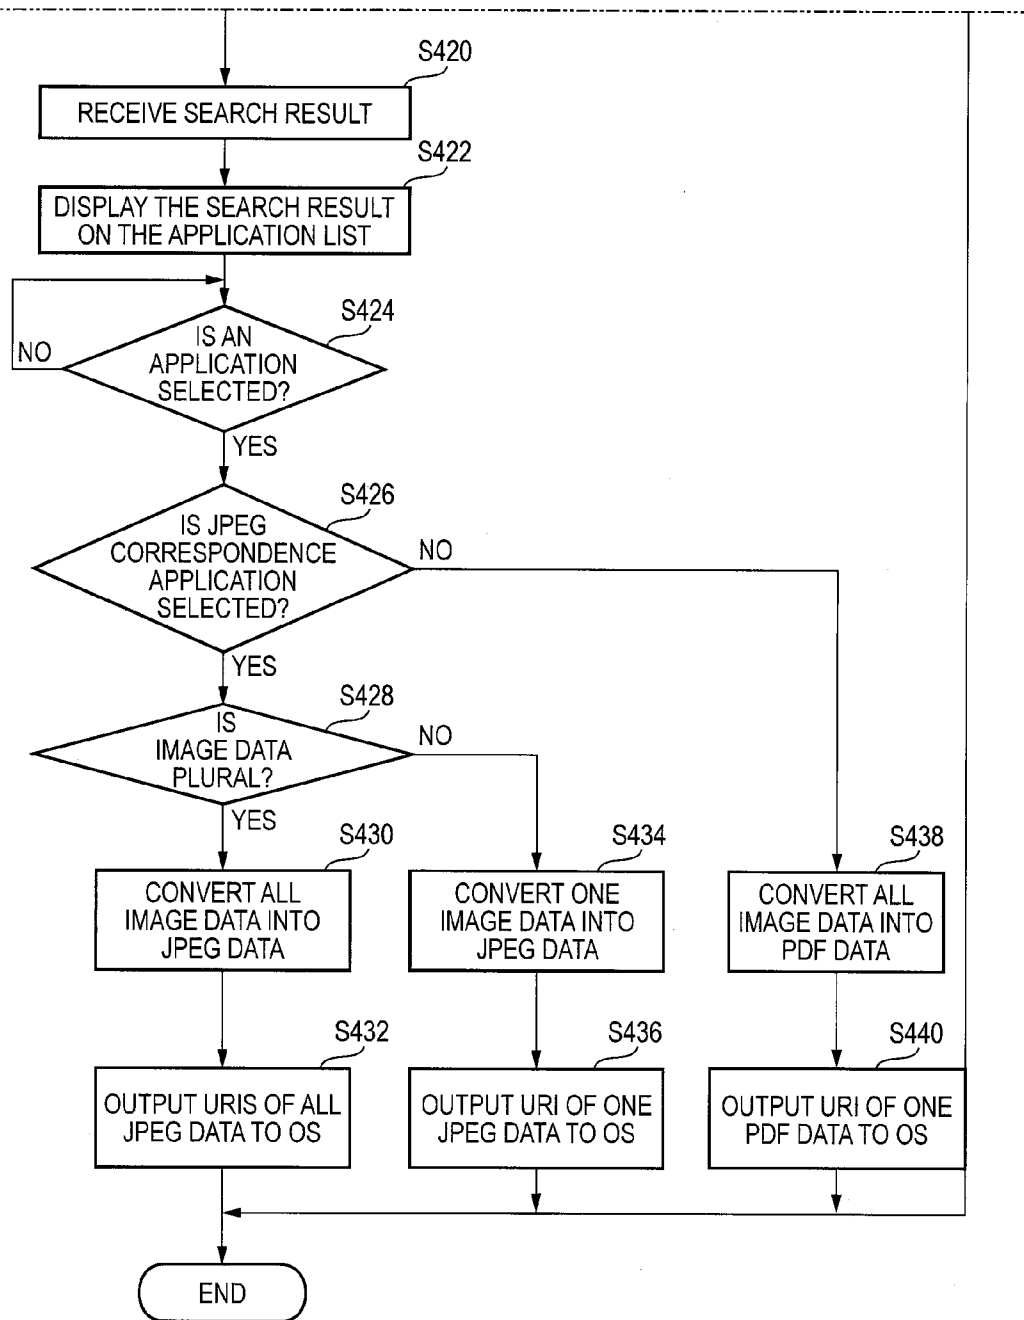 S420
RECEIVE SEARCH RESULT
S422
DISPLAY THE SEARCH RESULT
ON THE APPLICATION LIST
S424
IS AN
APPLICATION
SELECTED?
NO
YES
S426
IS JPEG
CORRESPONDENCE
APPLICATION
SELECTED?
NO
YES
S428
IS
IMAGE DATA
PLURAL?
NO
YES
S430
CONVERT ALL
IMAGE DATA INTO
JPEG DATA
S434
CONVERT ONE
IMAGE DATA INTO
JPEG DATA
S438
CONVERT ALL
IMAGE DATA INTO
PDF DATA
S432
OUTPUT URIS OF ALL
JPEG DATA TO OS
S436
OUTPUT URI OF ONE
JPEG DATA TO OS
S440
OUTPUT URI OF ONE
PDF DATA TO OS
END